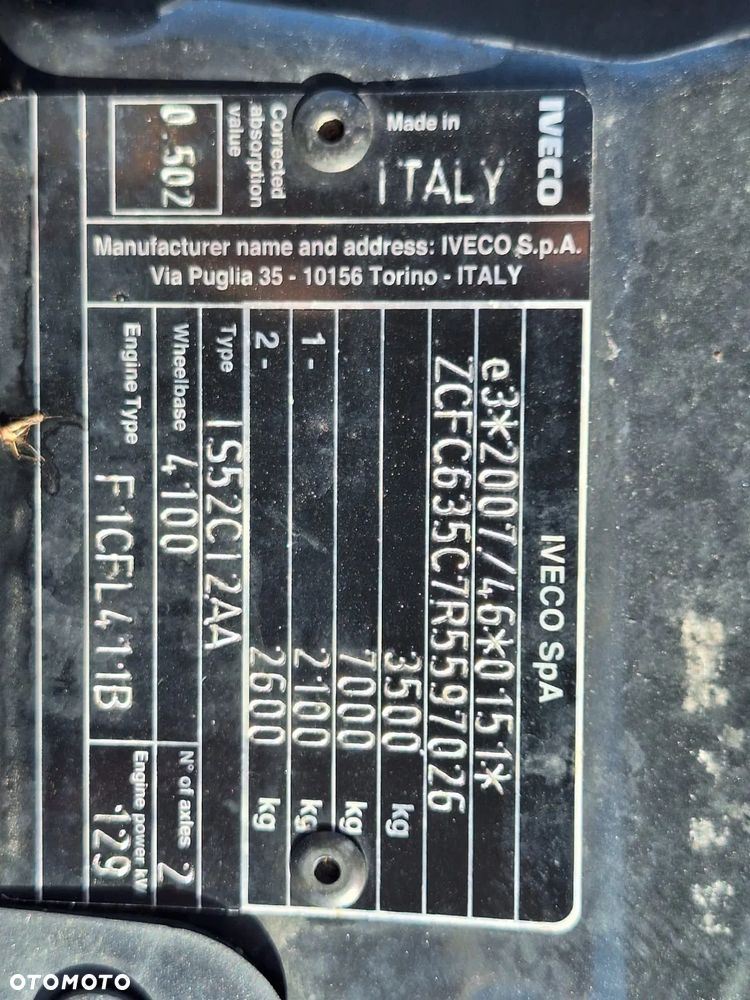 IVECO
Made in
ITALY
Corrected
absorption
value
0.502
Manufacturer name and address: IVECO S.p.A.
Via Puglia 35 - 10156 Torino - ITALY
IVECO SpA
e3*2007/46*0151*
ZCFC635C7R5597026
3500 kg
7000 kg
1- 2100 kg
2- 2600 kg
Type IS52CI2AA
Wheelbase 4100 N° of axles 2
Engine Type F1CFL411IB Engine power kW 129
OTOMOTO